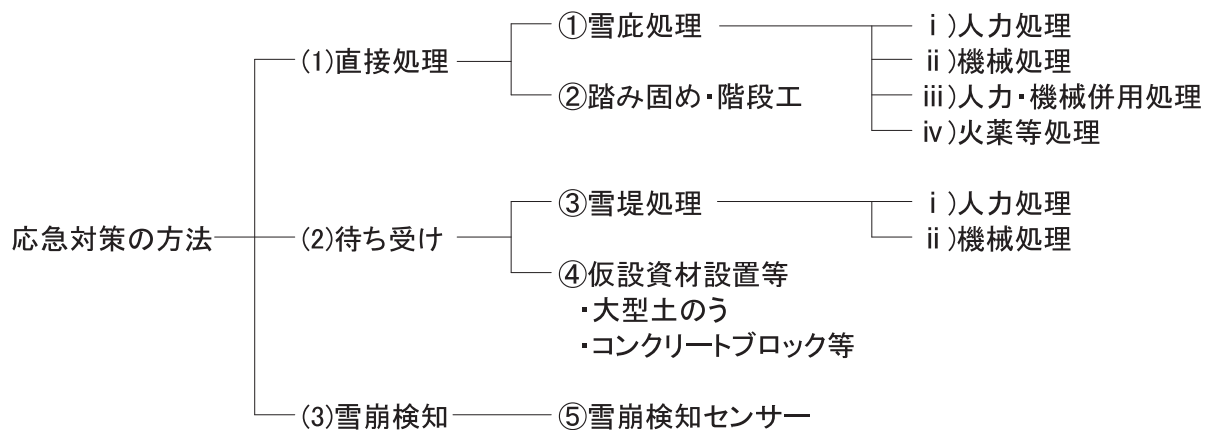 応急対策の方法
(1)直接処理
①雪庇処理
ⅰ)人力処理
ⅱ)機械処理
ⅲ)人力・機械併用処理
ⅳ)火薬等処理
②踏み固め・階段工
(2)待ち受け
③雪堤処理
ⅰ)人力処理
ⅱ)機械処理
④仮設資材設置等
・大型土のう
・コンクリートブロック等
(3)雪崩検知
⑤雪崩検知センサー